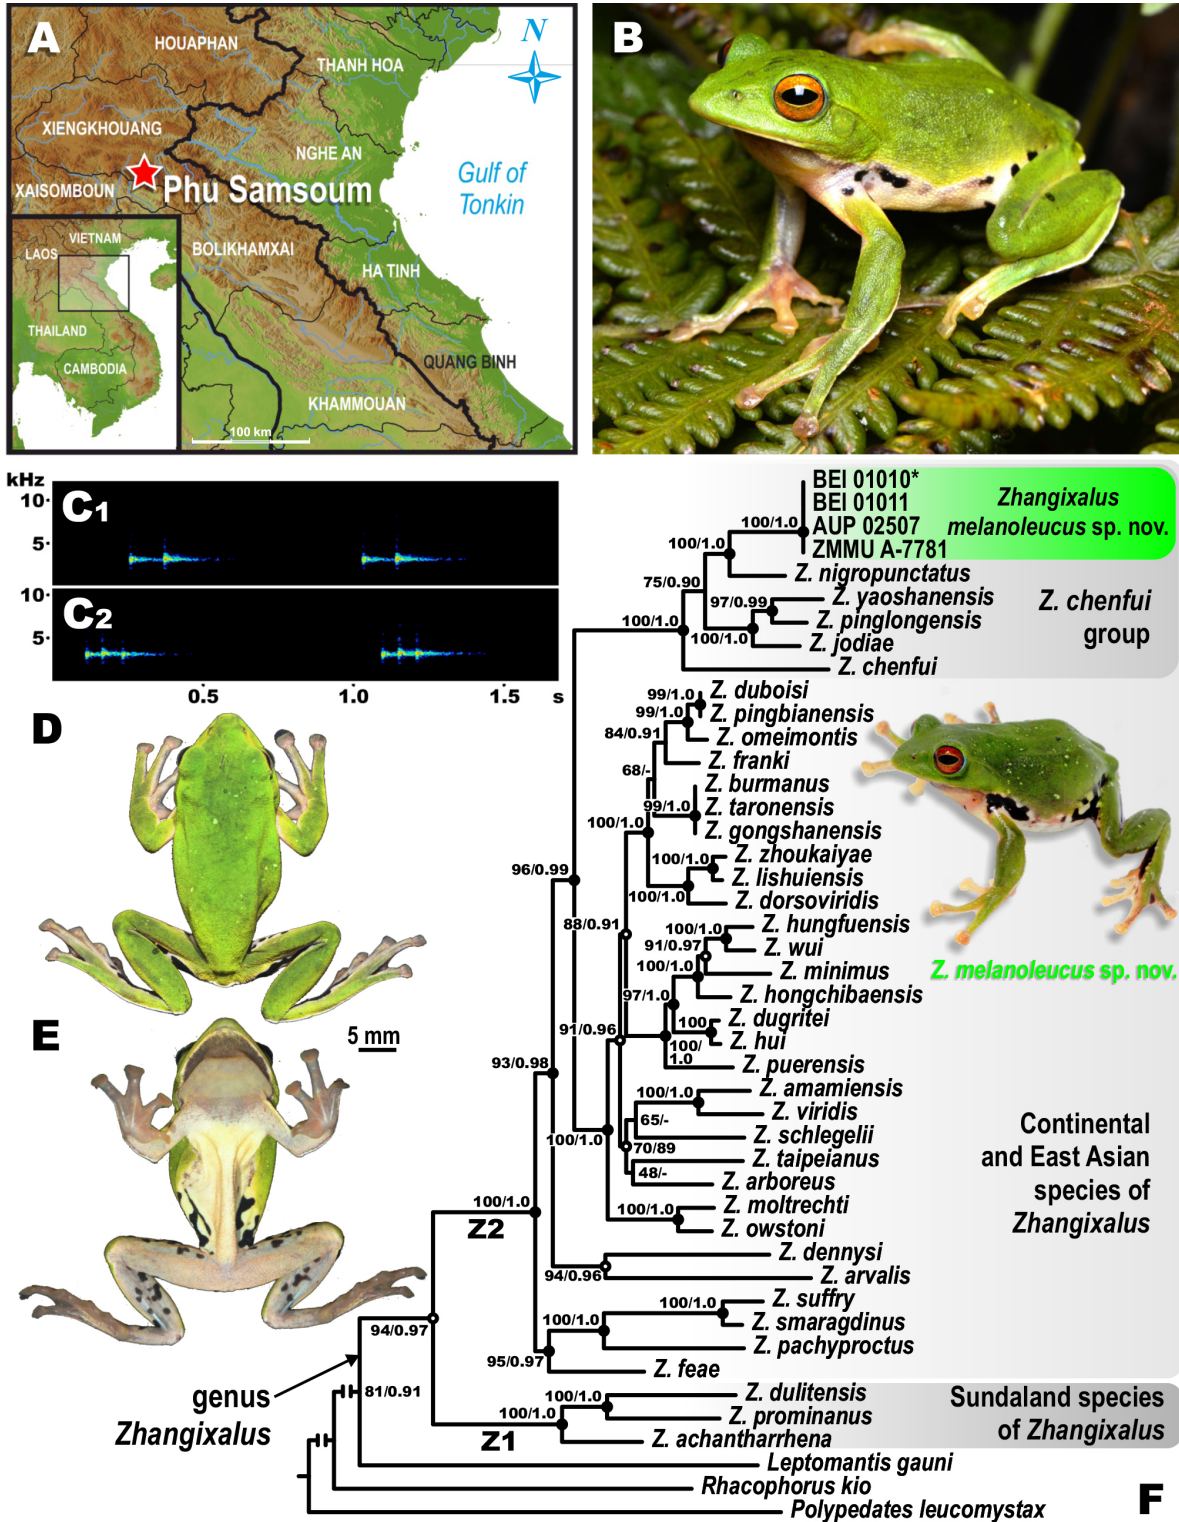 A
N
HOUAPHAN
THANH HOA
XIENGKHOUANG
NGHE AN
XAISOMBOUN
Phu Samsoum
Gulf of
Tonkin
BOLIKHAMXAI
HA TINH
QUANG BINH
KHAMMOUAN
100 km
VIETNAM
LAOS
THAILAND
CAMBODIA
B
kHz
10
5
C1
10
5
C2
0.5
1.0
1.5
s
D
E
5 mm
BEI 01010*
BEI 01011
AUP 02507
ZMMU A-7781
Zhangixalus
melanoleucus sp. nov.
100/1.0
100/1.0
Z. nigropunctatus
75/0.90
97/0.99
Z. yaoshanensis
Z. pinglongensis
100/1.0
100/1.0
Z. jodiae
Z. chenfui
Z. chenfui
group
99/1.0
Z. duboisi
99/1.0
Z. pingbianensis
84/0.91
Z. omeimontis
Z. franki
68/-
Z. burmanus
99/1.0
Z. taronensis
100/1.0
Z. gongshanensis
100/1.0
Z. zhoukaiyae
96/0.99
Z. lishuiensis
100/1.0
Z. dorsoviridis
88/0.91
100/1.0
Z. hungfuensis
91/0.97
Z. wui
100/1.0
Z. minimus
97/1.0
Z. hongchibaensis
100
Z. dugritei
91/0.96
100/
1.0
Z. hui
93/0.98
Z. puerensis
Z. melanoleucus sp. nov.
100/1.0
Z. amamiensis
65/-
Z. viridis
100/1.0
Z. schlegelii
70/89
Z. taipeianus
48/-
Z. arboreus
100/1.0
Z2
100/1.0
Z. moltrechti
Z. owstoni
Continental
and East Asian
species of
Zhangixalus
94/0.96
Z. dennysi
Z. arvalis
100/1.0
Z. suffry
Z. smaragdinus
100/1.0
Z. pachyproctus
95/0.97
Z. feae
94/0.97
genus
Zhangixalus
81/0.91
100/1.0
Z. dulitensis
100/1.0
Z. prominanus
Z1
Z. achantharrhena
Sundaland species
of Zhangixalus
Leptomantis gauni
Rhacophorus kio
Polypedates leucomystax
F